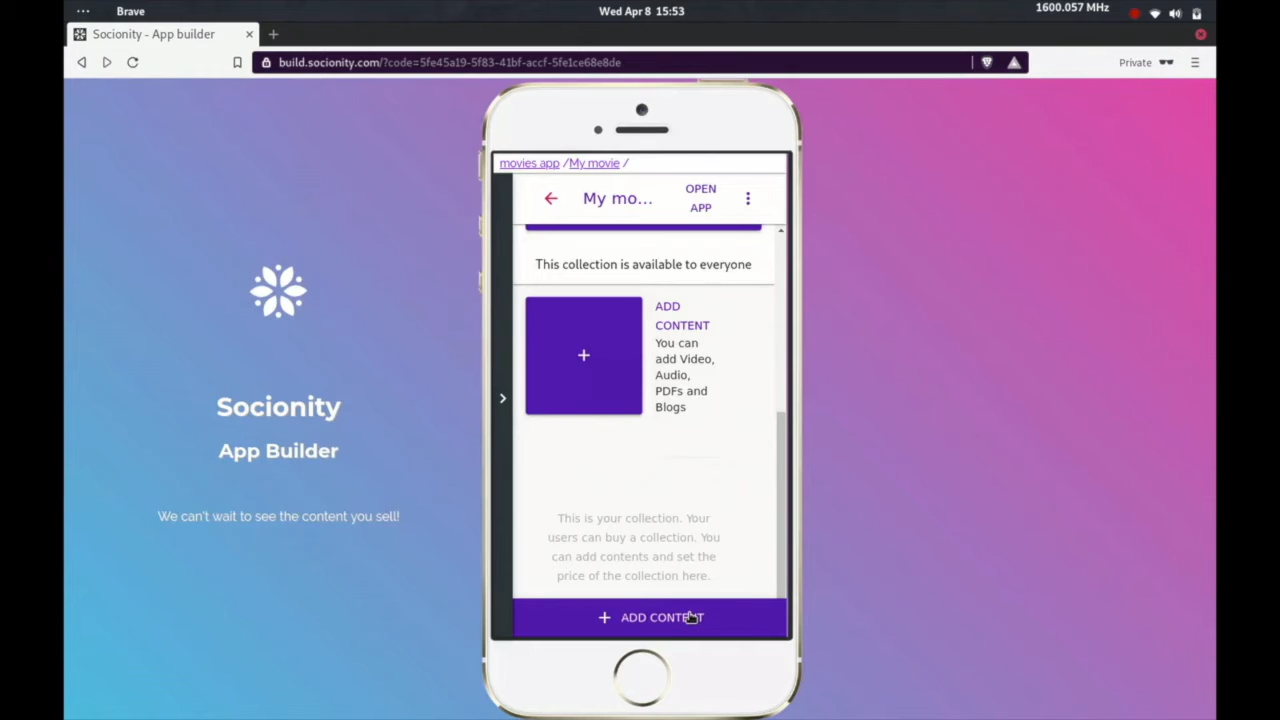 Brave
Wed Apr 8 15:53
1600.057 MHz
Socionity - App builder
build.socionity.com/?code=5fe45a19-5f83-41bf-accf-5fe1ce68e8de
Private
movies app / My movie /
My mo...
OPEN
APP
This collection is available to everyone
ADD
CONTENT
You can
add Video,
Audio,
PDFs and
Blogs
This is your collection. Your
users can buy a collection. You
can add contents and set the
price of the collection here.
+ ADD CONTENT
Socionity
App Builder
We can't wait to see the content you sell!